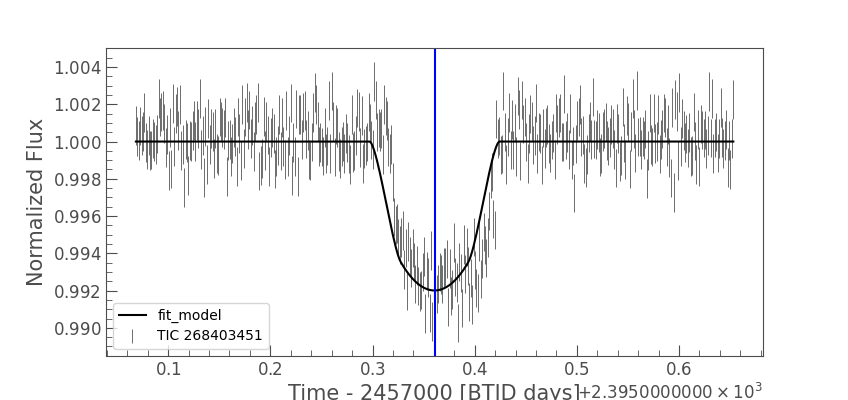 1.004
1.002
1.000
0.998
0.996
0.994
0.992
0.990
Normalized Flux
fit_model
TIC 268403451
0.1 0.2 0.3 0.4 0.5 0.6
Time - 2457000 [BTJD days]
+2.3950000000 × 10³